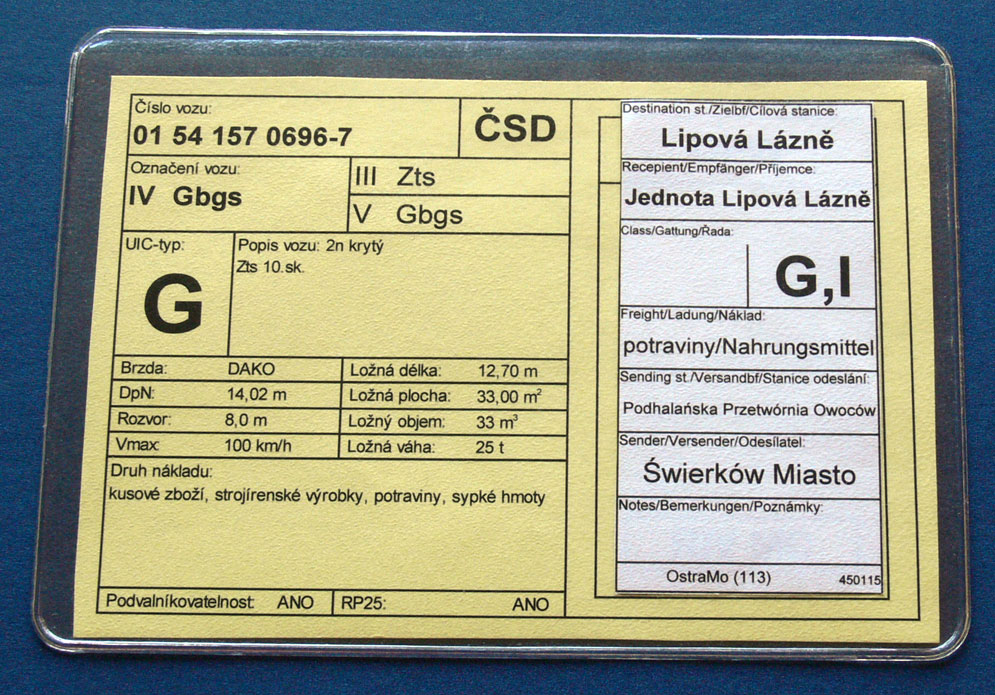 Číslo vozu:
01 54 157 0696-7
ČSD
Označení vozu:
IV Gbgs
III Zts
V Gbgs
UIC-typ:
G
Popis vozu: 2n krytý
Zts 10.sk.
Brzda: DAKO
Ložná délka: 12,70 m
DpN: 14,02 m
Ložná plocha: 33,00 m²
Rozvor: 8,0 m
Ložný objem: 33 m³
Vmax: 100 km/h
Ložná váha: 25 t
Druh nákladu:
kusové zboží, strojírenské výrobky, potraviny, sypké hmoty
Podvalníkovatelnost: ANO
RP25: ANO
Destination st./Zielbf/Cílová stanice:
Lipová Lázně
Recepient/Empfänger/Příjemce:
Jednota Lipová Lázně
Class/Gattung/Řada:
G,I
Freight/Ladung/Náklad:
potraviny/Nahrungsmittel
Sending st./Versandbf/Stanice odeslání:
Podhalańska Przetwórnia Owoców
Sender/Versender/Odesílatel:
Świerków Miasto
Notes/Bemerkungen/Poznámky:
OstraMo (113)
450115